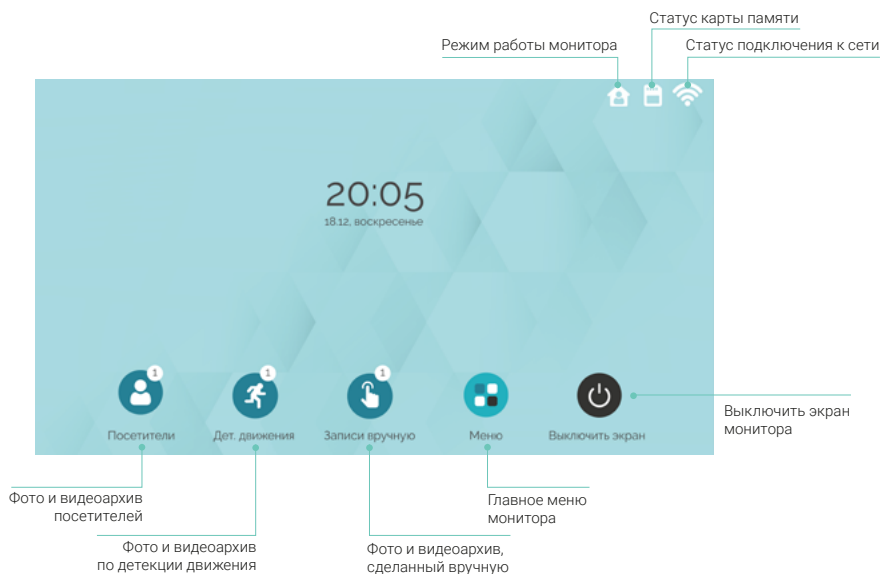 Статус карты памяти
Режим работы монитора
Статус подключения к сети
20:05
18.12, воскресенье
1
1
1
Посетители
Дет. движения
Записи вручную
Меню
Выключить экран
Выключить экран
монитора
Фото и видеоархив
посетителей
Главное меню
монитора
Фото и видеоархив
по детекции движения
Фото и видеоархив,
сделанный вручную